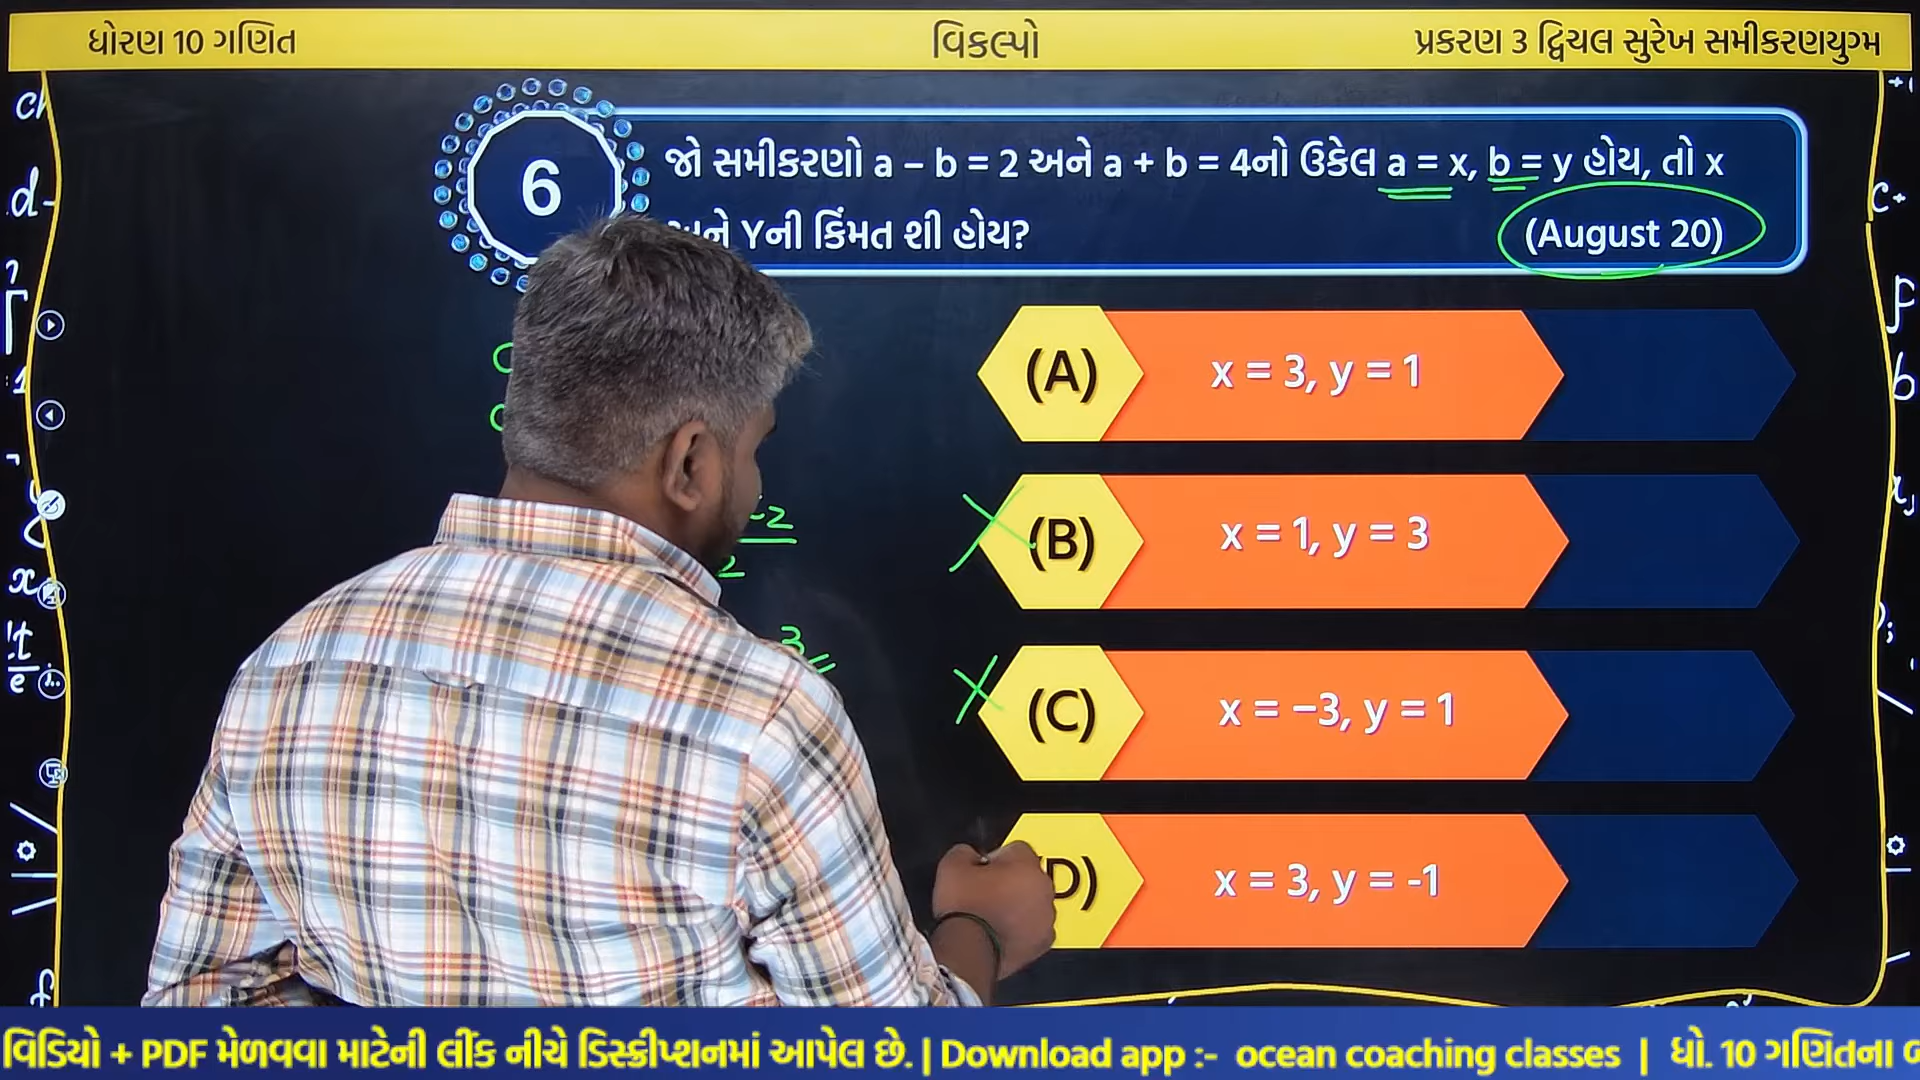 ધોરણ 10 ગણિત
વિકલ્પો
પ્રકરણ 3 દ્વિચલ સુરેખ સમીકરણયુગ્મ
6
જો સમીકરણો a – b = 2 અને a + b = 4નો ઉકેલ a = x, b = y હોય, તો x
Yની કિંમત શી હોય?
(August 20)
(A) x = 3, y = 1
(B) x = 1, y = 3
(C) x = –3, y = 1
(D) x = 3, y = -1
વિડિયો + PDF મેળવવા માટેની લીંક નીચે ડિસ્ક્રીપ્શનમાં આપેલ છે. | Download app :- ocean coaching classes | ધો. 10 ગણિતના